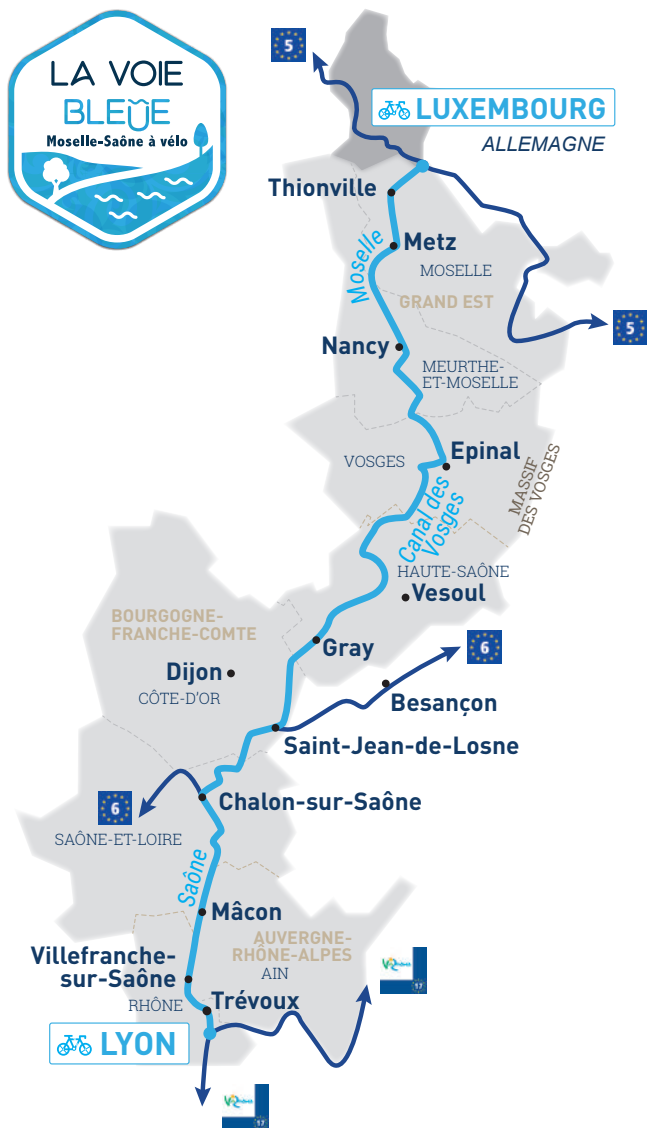 5
LA VOIE
BLEUE
Moselle-Saône à vélo
LUXEMBOURG
ALLEMAGNE
Thionville
Metz
Moselle
MOSELLE
GRAND EST
5
Nancy
MEURTHE-
ET-MOSELLE
VOSGES
Epinal
MASSIF
DES VOSGES
Canal des
Vosges
HAUTE-SAÔNE
Vesoul
BOURGOGNE-
FRANCHE-COMTE
Gray
6
Dijon
CÔTE-D'OR
Besançon
Saint-Jean-de-Losne
6
Chalon-sur-Saône
SAÔNE-ET-LOIRE
Saône
Mâcon
AUVERGNE-
RHÔNE-ALPES
Villefranche-
sur-Saône
AIN
17
RHÔNE
Trévoux
LYON
17